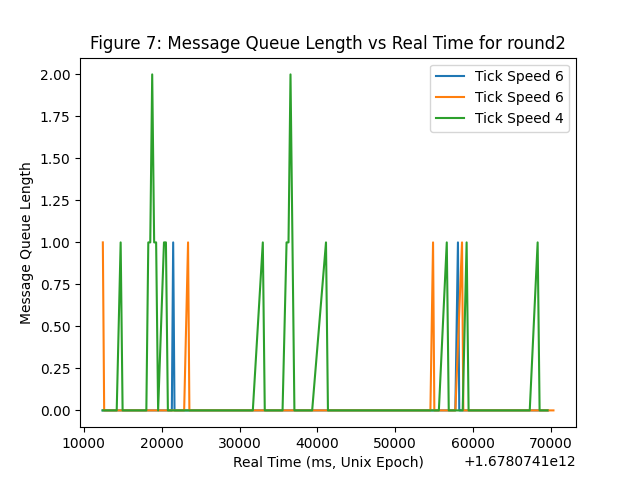 Figure 7: Message Queue Length vs Real Time for round2
Tick Speed 6
Tick Speed 6
Tick Speed 4
Message Queue Length
2.00
1.75
1.50
1.25
1.00
0.75
0.50
0.25
0.00
10000 20000 30000 40000 50000 60000 70000
Real Time (ms, Unix Epoch)
+1.6780741e12